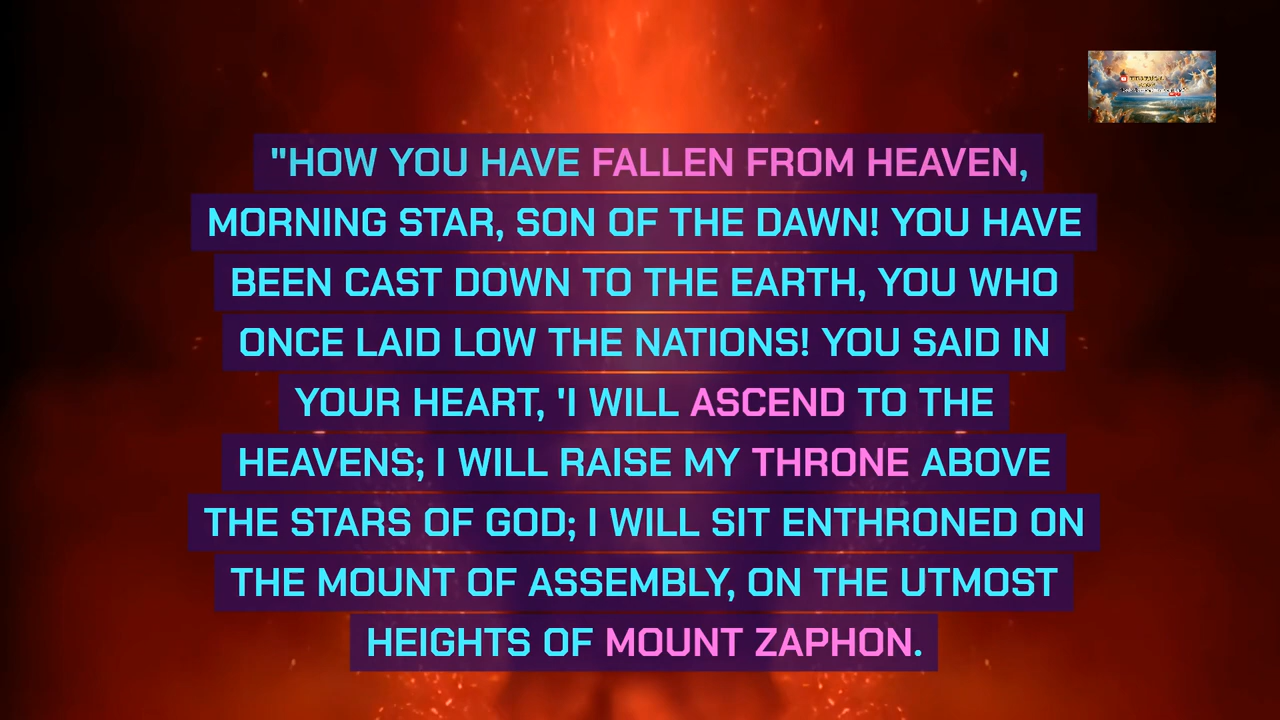 "HOW YOU HAVE FALLEN FROM HEAVEN,
MORNING STAR, SON OF THE DAWN! YOU HAVE
BEEN CAST DOWN TO THE EARTH, YOU WHO
ONCE LAID LOW THE NATIONS! YOU SAID IN
YOUR HEART, 'I WILL ASCEND TO THE
HEAVENS; I WILL RAISE MY THRONE ABOVE
THE STARS OF GOD; I WILL SIT ENTHRONED ON
THE MOUNT OF ASSEMBLY, ON THE UTMOST
HEIGHTS OF MOUNT ZAPHON.